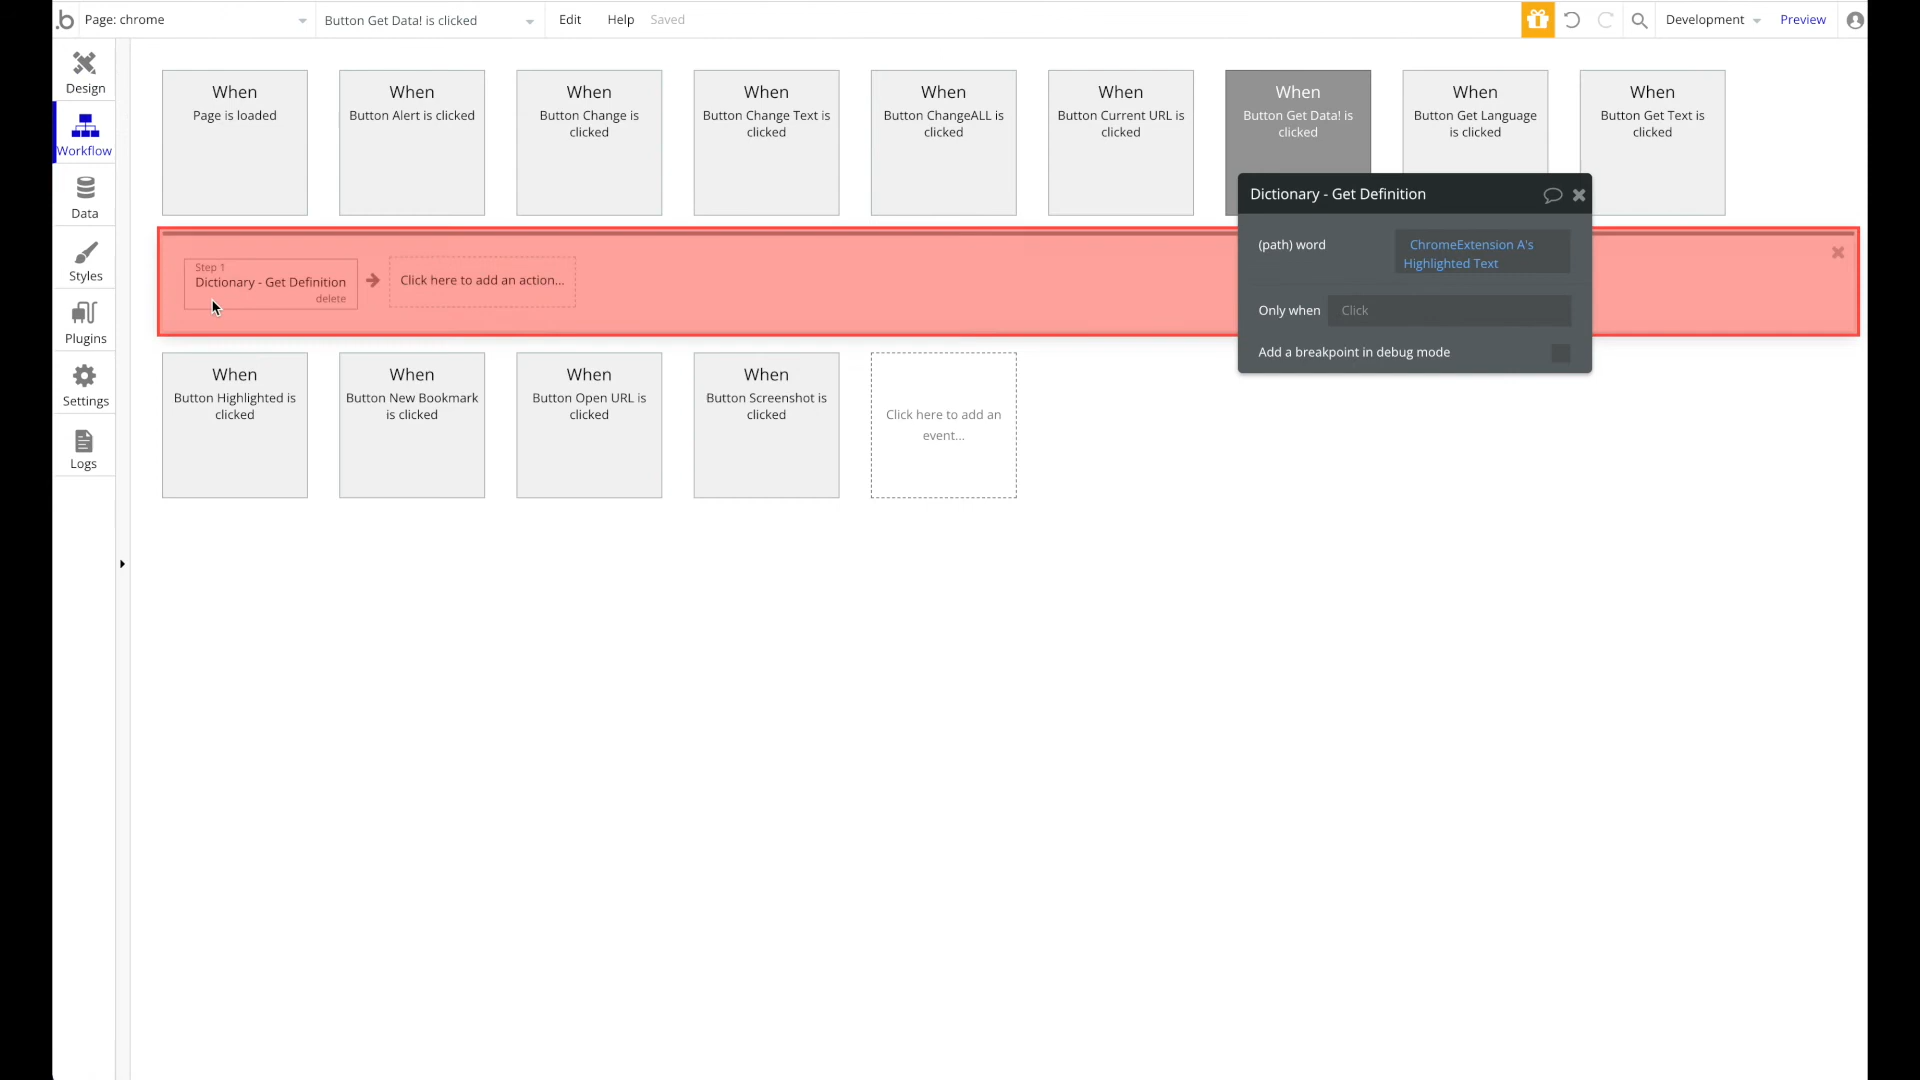 .b
Page: chrome
Button Get Data! is clicked
Edit
Help
Saved
Development
Preview
Design
Workflow
Data
Styles
Plugins
Settings
Logs
When
Page is loaded
When
Button Alert is clicked
When
Button Change is
clicked
When
Button Change Text is
clicked
When
Button ChangeALL is
clicked
When
Button Current URL is
clicked
When
Button Get Data! is
clicked
When
Button Get Language
is clicked
When
Button Get Text is
clicked
Step 1
Dictionary - Get Definition
delete
Click here to add an action...
Dictionary - Get Definition
(path) word
ChromeExtension A's
Highlighted Text
Only when
Click
Add a breakpoint in debug mode
When
Button Highlighted is
clicked
When
Button New Bookmark
is clicked
When
Button Open URL is
clicked
When
Button Screenshot is
clicked
Click here to add an
event...